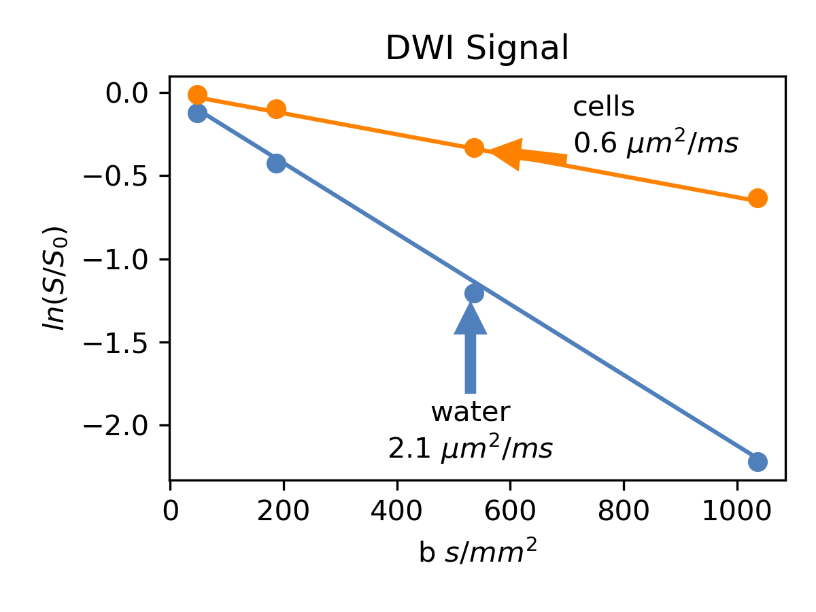 DWI Signal
0.0
−0.5
−1.0
−1.5
−2.0
ln(S/S₀)
cells
0.6 μm²/ms
water
2.1 μm²/ms
0 200 400 600 800 1000
b s/mm²